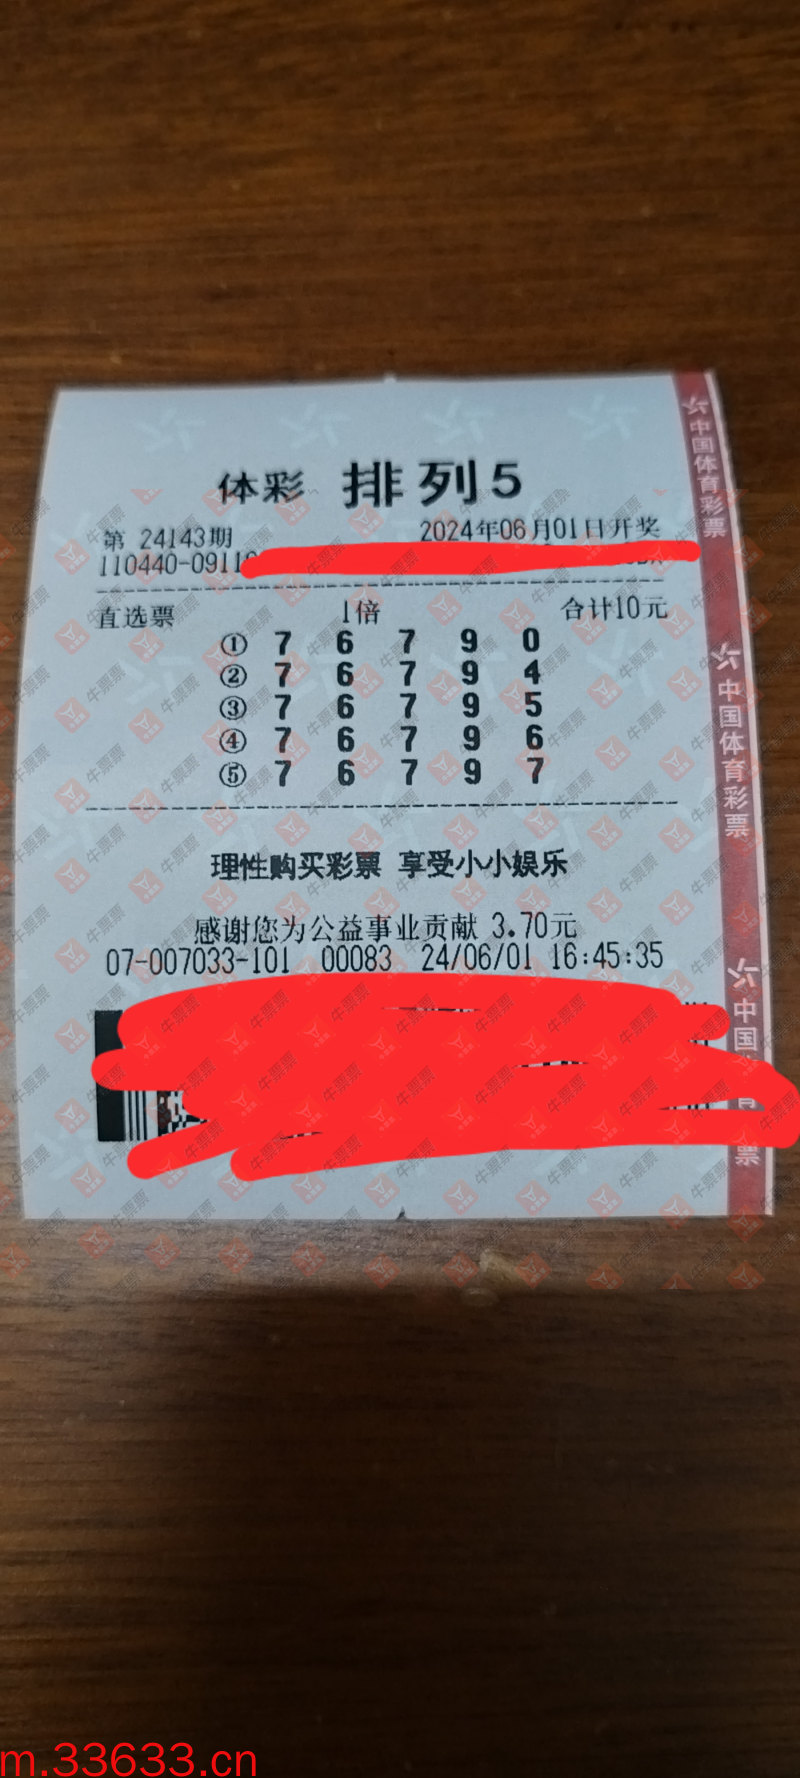 体彩 排列5
第 24143期 2024年06月01日开奖
110440-0911
直选票 1倍 合计10元
① 7 6 7 9 0
② 7 6 7 9 4
③ 7 6 7 9 5
④ 7 6 7 9 6
⑤ 7 6 7 9 7
理性购买彩票 享受小小娱乐
感谢您为公益事业贡献 3.70元
07-007033-101 00083 24/06/01 16:45:35
中国体育彩票
中国体育彩票
中国
票
牛票票
m.33633.cn